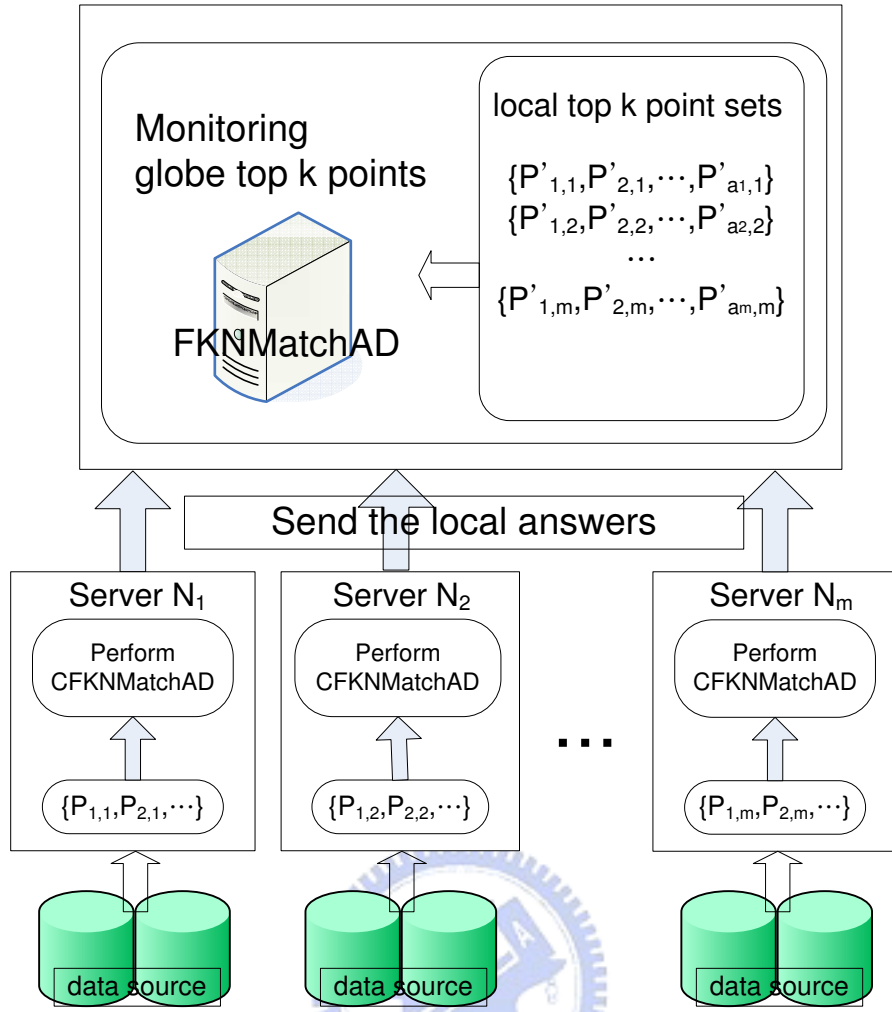 Monitoring
globe top k points
FKNMatchAD
local top k point sets
{P’1,1,P’2,1,⋯,P’a1,1}
{P’1,2,P’2,2,⋯,P’a2,2}
⋯
{P’1,m,P’2,m,⋯,P’am,m}
Send the local answers
Server N1
Perform
CFKNMatchAD
{P1,1,P2,1,⋯}
data source
Server N2
Perform
CFKNMatchAD
{P1,2,P2,2,⋯}
data source
...
Server Nm
Perform
CFKNMatchAD
{P1,m,P2,m,⋯}
data source